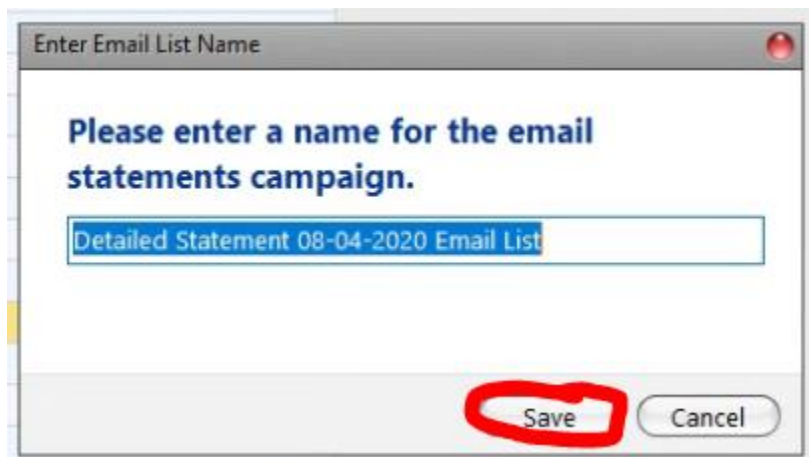 Enter Email List Name
Please enter a name for the email
statements campaign.
Detailed Statement 08-04-2020 Email List
Save Cancel